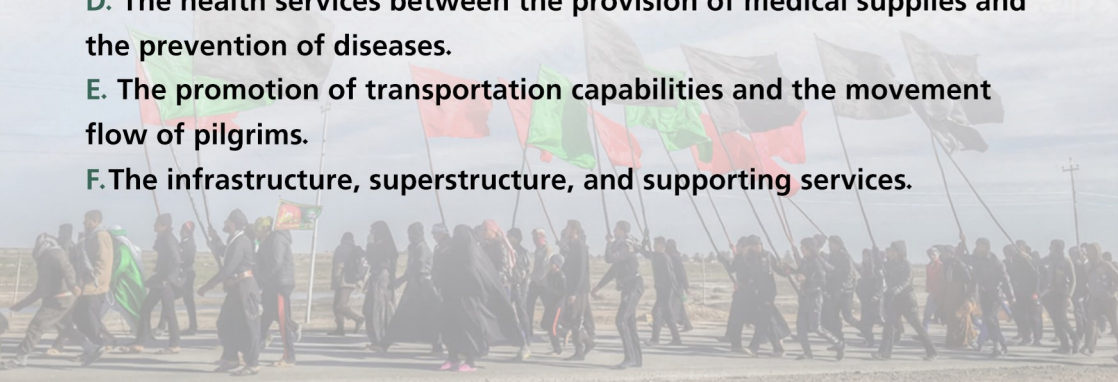 D. The health services between the provision of medical supplies and
the prevention of diseases.
E. The promotion of transportation capabilities and the movement
flow of pilgrims.
F.The infrastructure, superstructure, and supporting services.